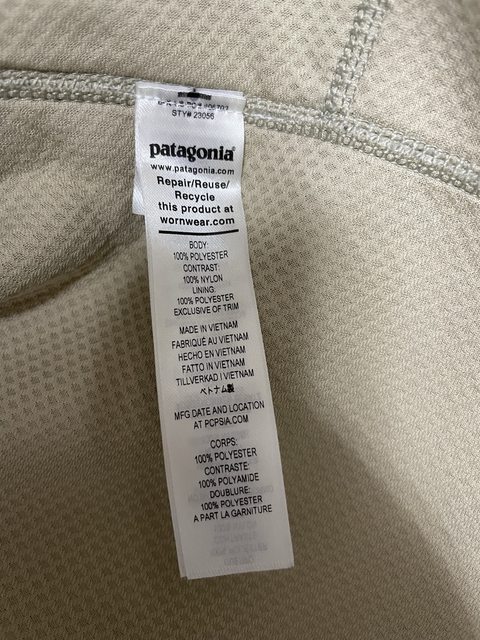 STY# 23056
patagonia®
www.patagonia.com
Repair/Reuse/
Recycle
this product at
wornwear.com
BODY:
100% POLYESTER
CONTRAST:
100% NYLON
LINING:
100% POLYESTER
EXCLUSIVE OF TRIM
MADE IN VIETNAM
FABRIQUÉ AU VIETNAM
HECHO EN VIETNAM
FATTO IN VIETNAM
TILLVERKAD I VIETNAM
ベトナム製
MFG DATE AND LOCATION
AT PCPSIA.COM
CORPS:
100% POLYESTER
CONTRASTE:
100% POLYAMIDE
DOUBLURE:
100% POLYESTER
A PART LA GARNITURE